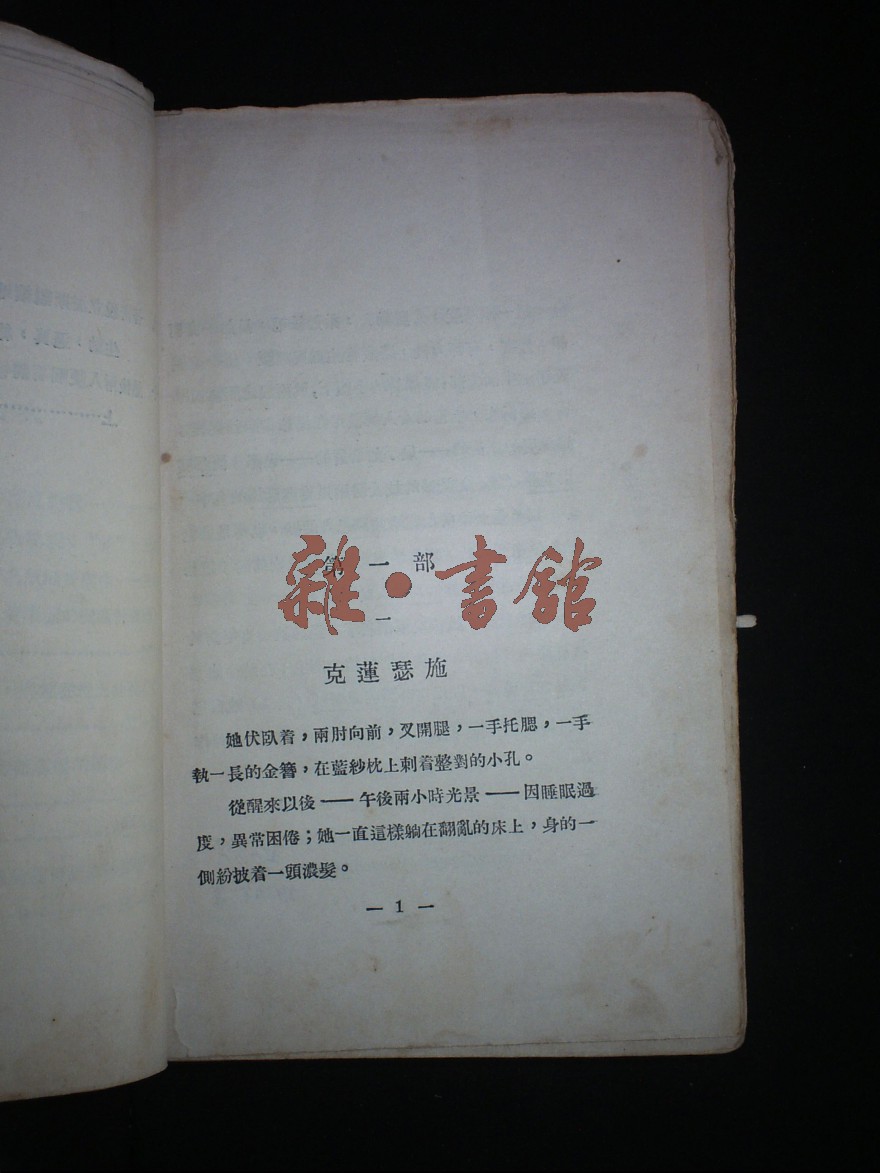 第一部
雜·書館
一
克蓮瑟施
她伏臥着，兩肘向前，叉開腿，一手托腮，一手
執一長的金簪，在藍紗枕上刺着整對的小孔。
從醒來以後——午後兩小時光景——因睡眠過
度，異常困倦；她一直這樣躺在翻亂的床上，身的一
側紛披着一頭濃髮。
— 1 —